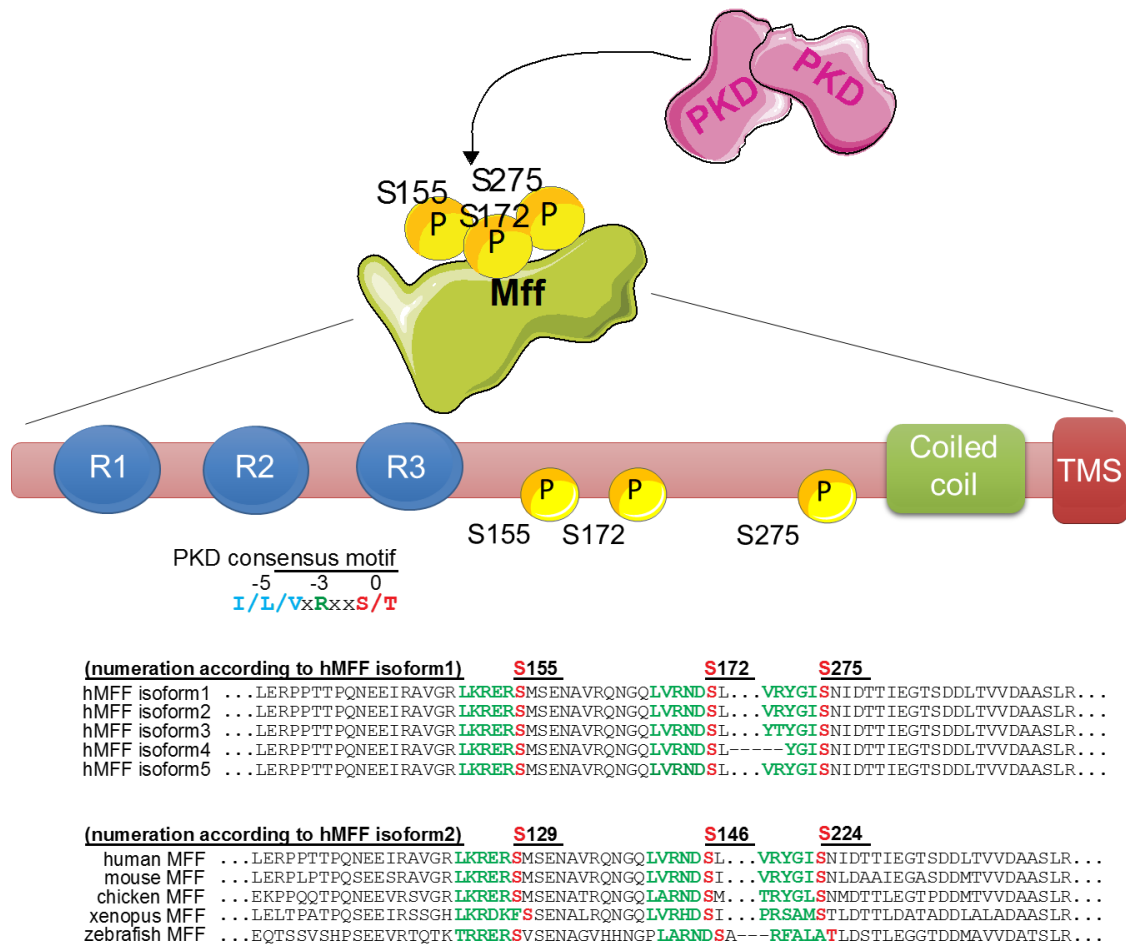 PKD PKD
S275
S155
S172
P P
P
Mff
R1 R2 R3 Coiled coil TMS
P P P
S155 S172 S275
PKD consensus motif
-5 -3 0
I/L/VxRxxS/T
(numeration according to hMFF isoform1) S155 S172 S275
hMFF isoform1 ...LERPPTTPQNEEIRAVGRLKRERSMSENAVRQNGQLVRNDSL...VRYGISNIDTTIEGTSDDLTVVDAASLR...
hMFF isoform2 ...LERPPTTPQNEEIRAVGRLKRERSMSENAVRQNGQLVRNDSL...VRYGISNIDTTIEGTSDDLTVVDAASLR...
hMFF isoform3 ...LERPPTTPQNEEIRAVGRLKRERSMSENAVRQNGQLVRNDSL...YTYGISNIDTTIEGTSDDLTVVDAASLR...
hMFF isoform4 ...LERPPTTPQNEEIRAVGRLKRERSMSENAVRQNGQLVRNDSL-----YGISNIDTTIEGTSDDLTVVDAASLR...
hMFF isoform5 ...LERPPTTPQNEEIRAVGRLKRERSMSENAVRQNGQLVRNDSL...VRYGISNIDTTIEGTSDDLTVVDAASLR...
(numeration according to hMFF isoform2) S129 S146 S224
human MFF ...LERPPTTPQNEEIRAVGRLKRERSMSENAVRQNGQLVRNDSL...VRYGISNIDTTIEGTSDDLTVVDAASLR...
mouse MFF ...LERPLPTPQSEESRAVGRLKRERSMSENAVRQNGQLVRNDSI...VRYGISNLDAAIEGASDDMTVVDAASLR...
chicken MFF ...EKPPQQTPQNEEVRSVGRLKRERSMSENATRQNGQLARNDSM...TRYGLSNMDTTLEGTPDDMTVVDAASLR...
xenopus MFF ...LELTPATPQSEEIRSSGHLKRDKFSSENALRQNGQLVRHDSI...PRSAMSTLDTTLDATADDLALADAASLR...
zebrafish MFF ...EQTSSVSHPSEEVRTQTKTRRERSVSENAGVHHNGPLARNDSA---RFALATLDSTLEGTDDMAVVDATSLR...